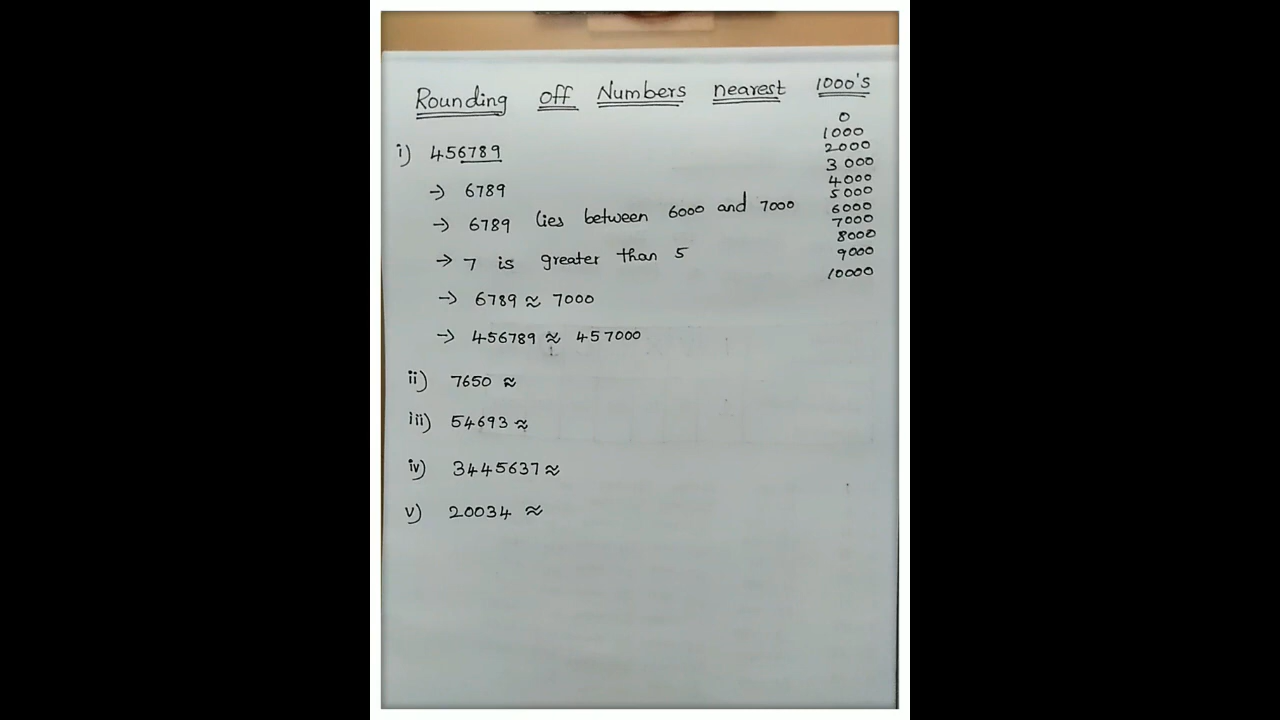 Rounding off Numbers nearest 1000's
0
1000
2000
3000
4000
5000
6000
7000
8000
9000
10000
i) 456789
→ 6789
→ 6789 lies between 6000 and 7000
→ 7 is greater than 5
→ 6789 ≈ 7000
→ 456789 ≈ 457000
ii) 7650 ≈
iii) 54693 ≈
iv) 3445637 ≈
v) 20034 ≈